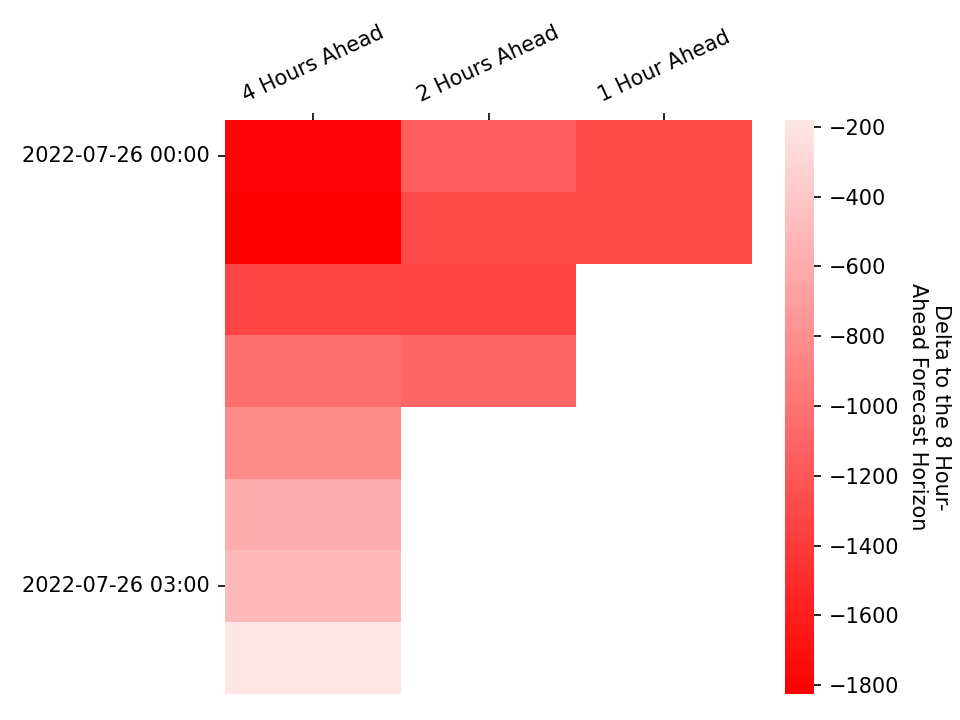 4 Hours Ahead
2 Hours Ahead
1 Hour Ahead
2022-07-26 00:00
2022-07-26 03:00
−200
−400
−600
−800
−1000
−1200
−1400
−1600
−1800
Delta to the 8 Hour-
Ahead Forecast Horizon